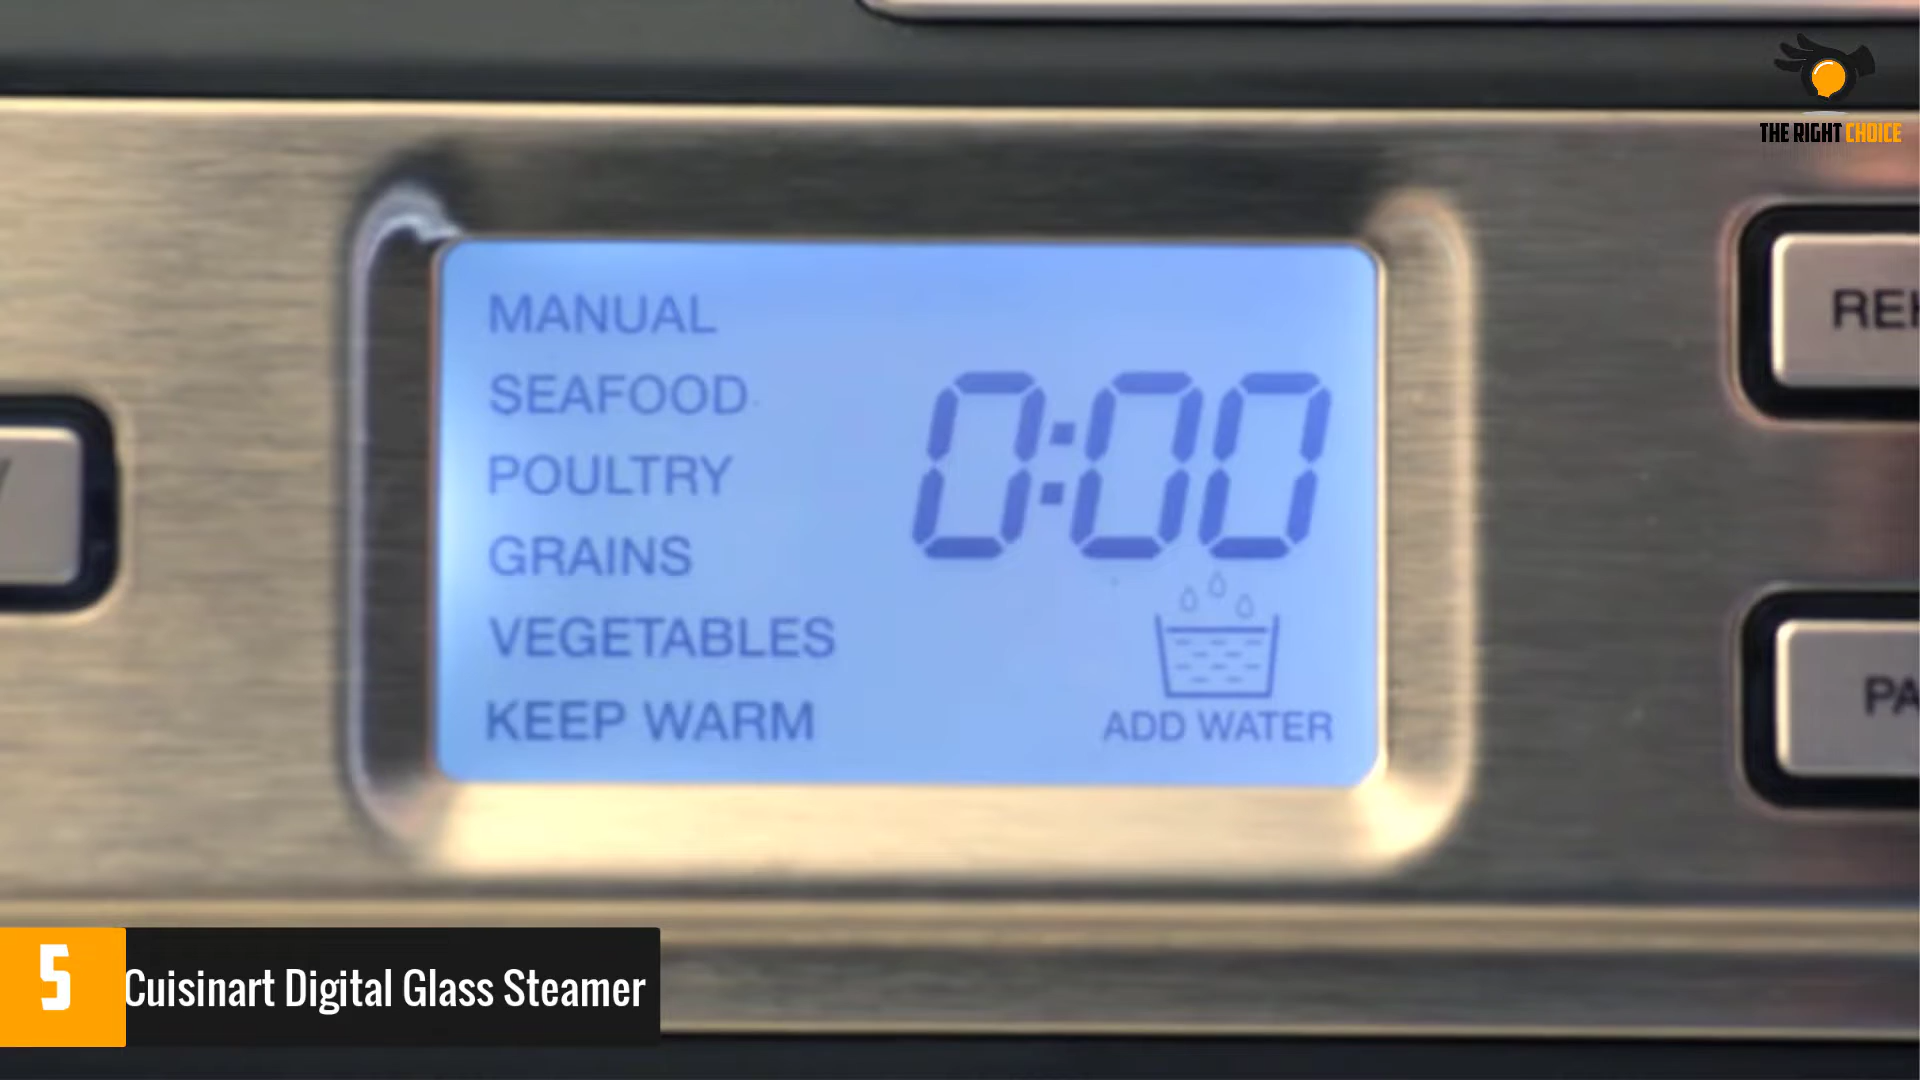 THE RIGHT CHOICE
MANUAL
SEAFOOD
POULTRY
GRAINS
VEGETABLES
KEEP WARM
0:00
ADD WATER
5
Cuisinart Digital Glass Steamer